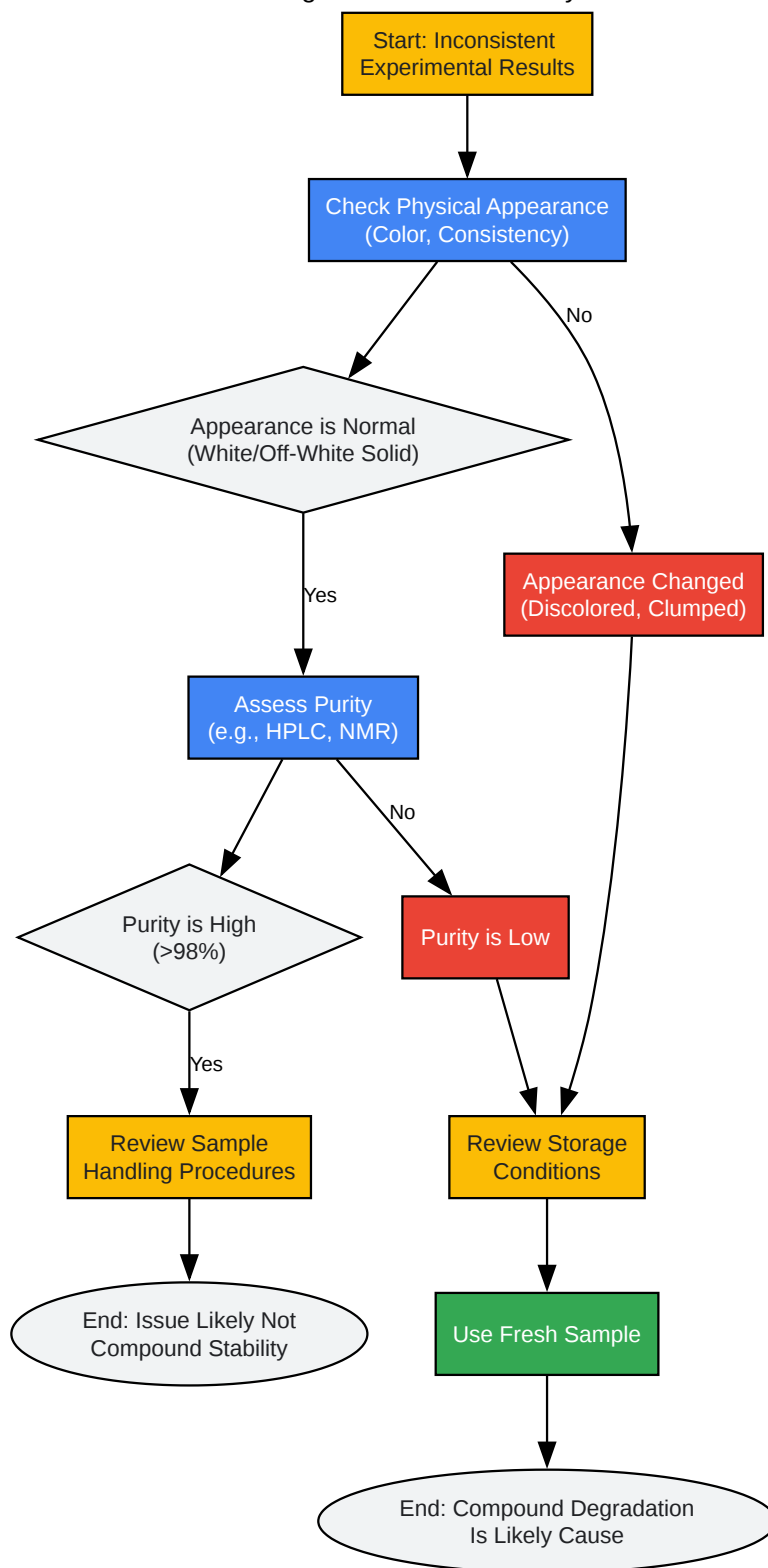 Start: Inconsistent
Experimental Results
Check Physical Appearance
(Color, Consistency)
No
Appearance is Normal
(White/Off-White Solid)
Appearance Changed
(Discolored, Clumped)
Yes
Assess Purity
(e.g., HPLC, NMR)
No
Purity is High
(>98%)
Purity is Low
Yes
Review Sample
Handling Procedures
Review Storage
Conditions
End: Issue Likely Not
Compound Stability
Use Fresh Sample
End: Compound Degradation
Is Likely Cause